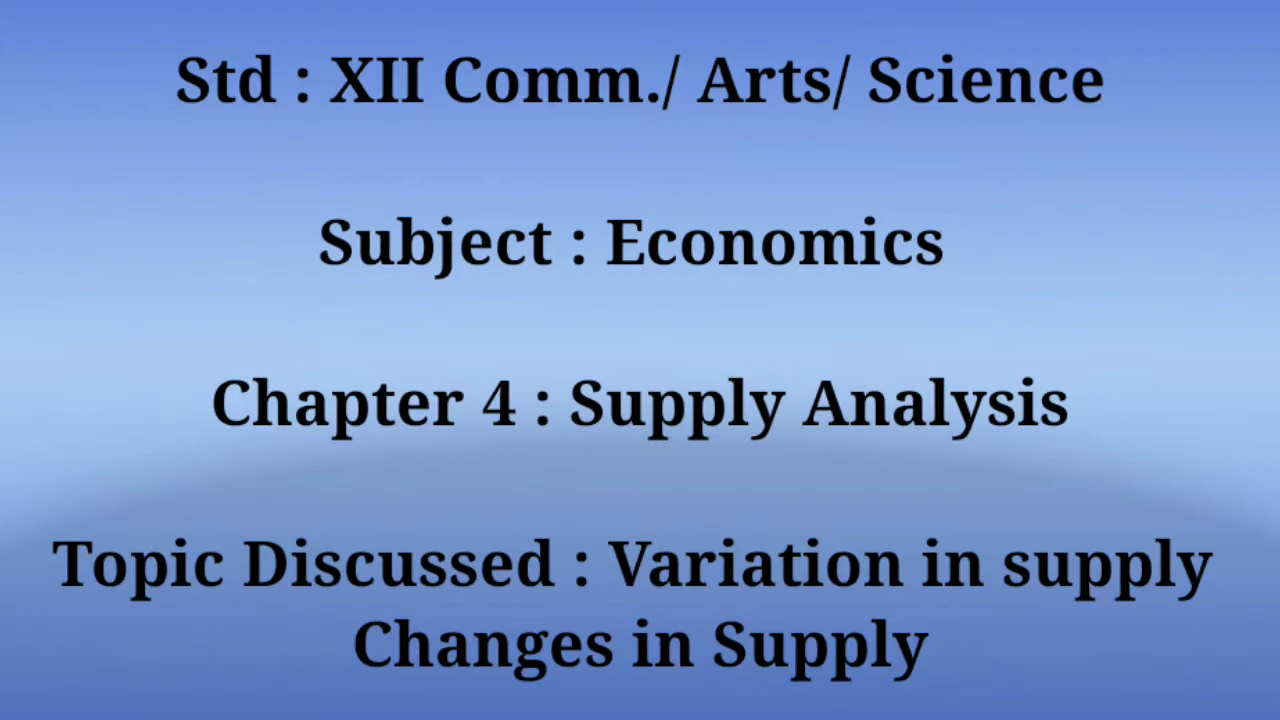 Std : XII Comm./ Arts/ Science
Subject : Economics
Chapter 4 : Supply Analysis
Topic Discussed : Variation in supply
Changes in Supply